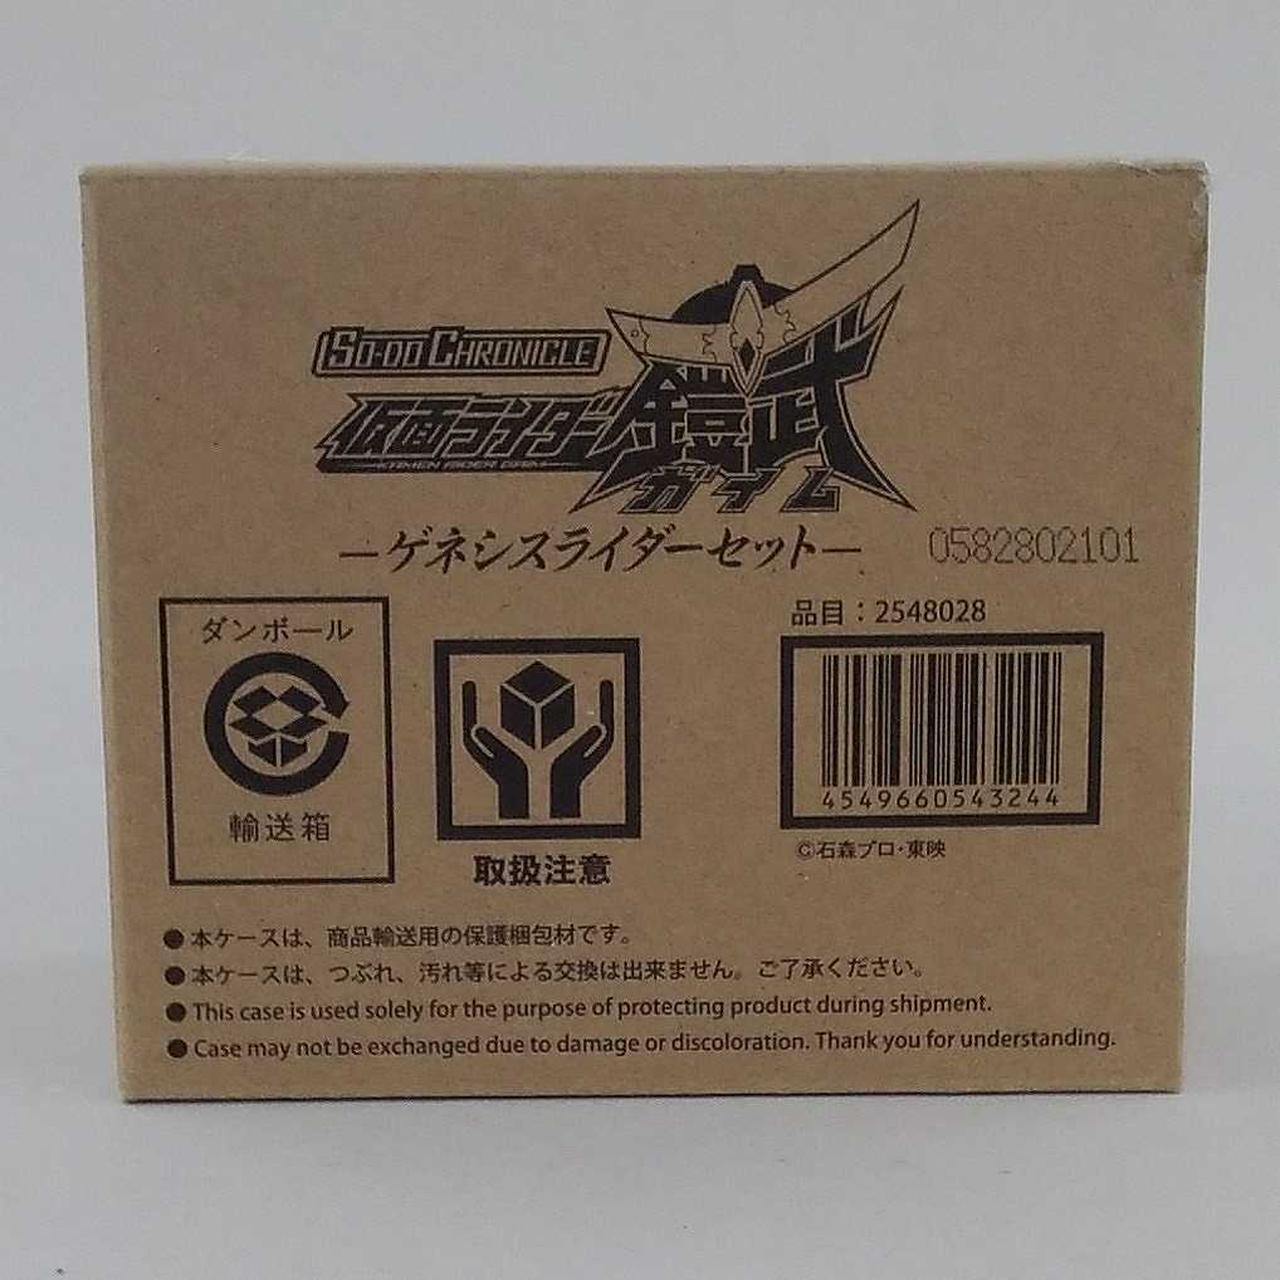 SO-DO CHRONICLE
仮面ライダー鎧武
KAMEN RIDER GAIM
ガイム
ーゲネシスライダーセットー
0582802101
ダンボール
輸送箱
取扱注意
品目：2548028
4549660543244
©石森プロ・東映
●本ケースは、商品輸送用の保護梱包材です。
●本ケースは、つぶれ、汚れ等による交換は出来ません。ご了承ください。
●This case is used solely for the purpose of protecting product during shipment.
●Case may not be exchanged due to damage or discoloration. Thank you for understanding.